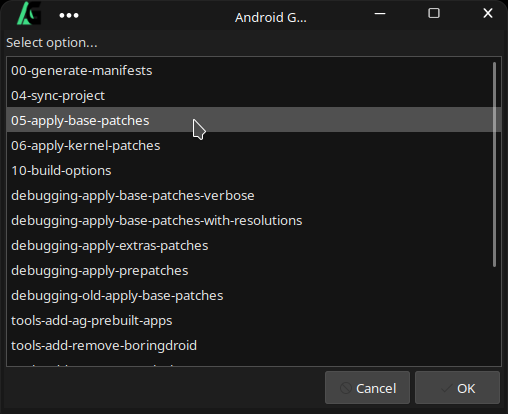 Android G...
Select option...
00-generate-manifests
04-sync-project
05-apply-base-patches
06-apply-kernel-patches
10-build-options
debugging-apply-base-patches-verbose
debugging-apply-base-patches-with-resolutions
debugging-apply-extras-patches
debugging-apply-prepatches
debugging-old-apply-base-patches
tools-add-ag-prebuilt-apps
tools-add-remove-boringdroid
Cancel
OK